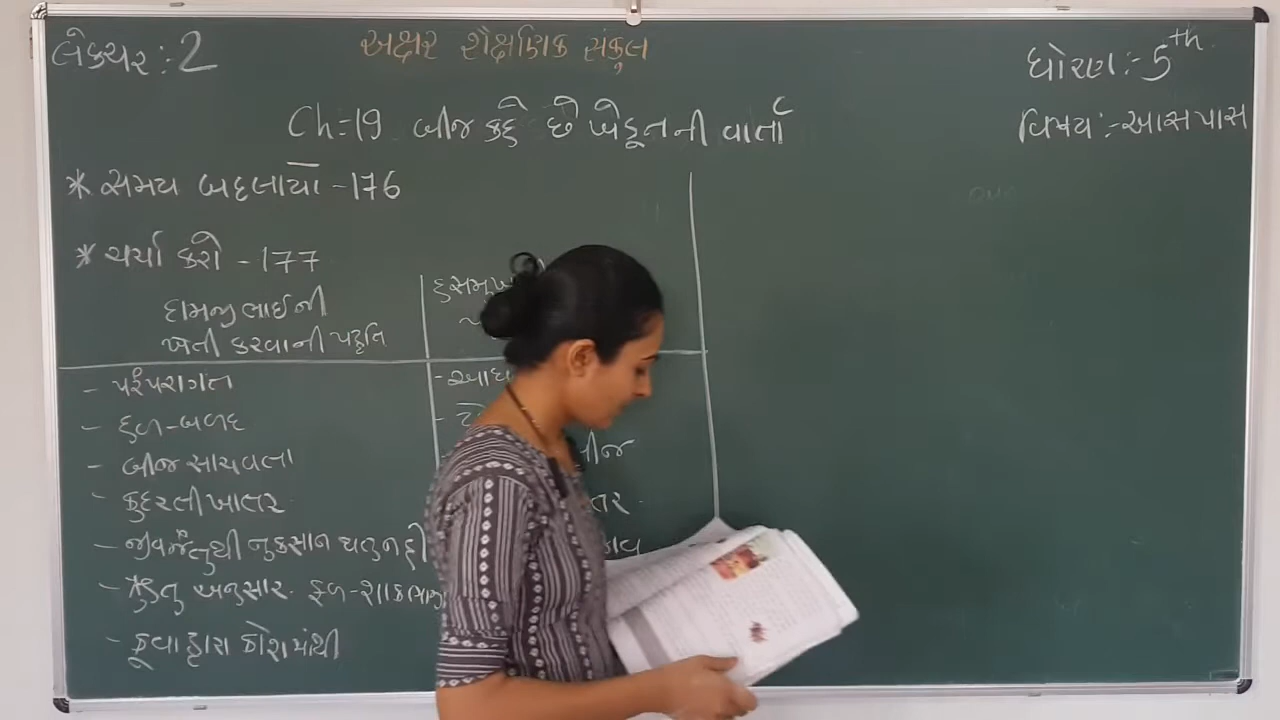 લેકચર : 2
અક્ષર શૈક્ષણિક સંકુલ
ધોરણ :- 5th
વિષય :- આસપાસ
Ch=19 બીજ કહે છે ખેડૂતની વાર્તા
* સમય બદલાયો - 176
* ચર્ચા કરો - 177
દામજીભાઈની
ખેતી કરવાની પદ્ધતિ
- પરંપરાગત
- હળ-બળદ
- બીજ સાચવતા
- કુદરતી ખાતર
- જીવજંતુથી નુકસાન થતુ નહી
- ઋતુ અનુસાર ફળ-શાકભાજી
- કૂવા દ્વારા કોશમાંથી